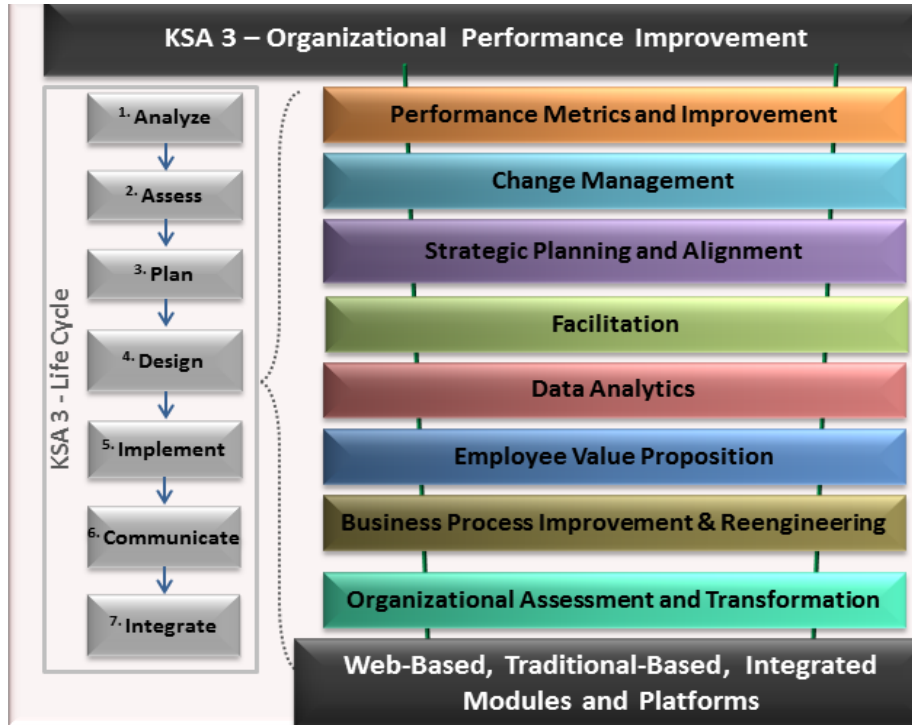 KSA 3 – Organizational Performance Improvement
KSA 3 - Life Cycle
1. Analyze
2. Assess
3. Plan
4. Design
5. Implement
6. Communicate
7. Integrate
Performance Metrics and Improvement
Change Management
Strategic Planning and Alignment
Facilitation
Data Analytics
Employee Value Proposition
Business Process Improvement & Reengineering
Organizational Assessment and Transformation
Web-Based, Traditional-Based, Integrated
Modules and Platforms